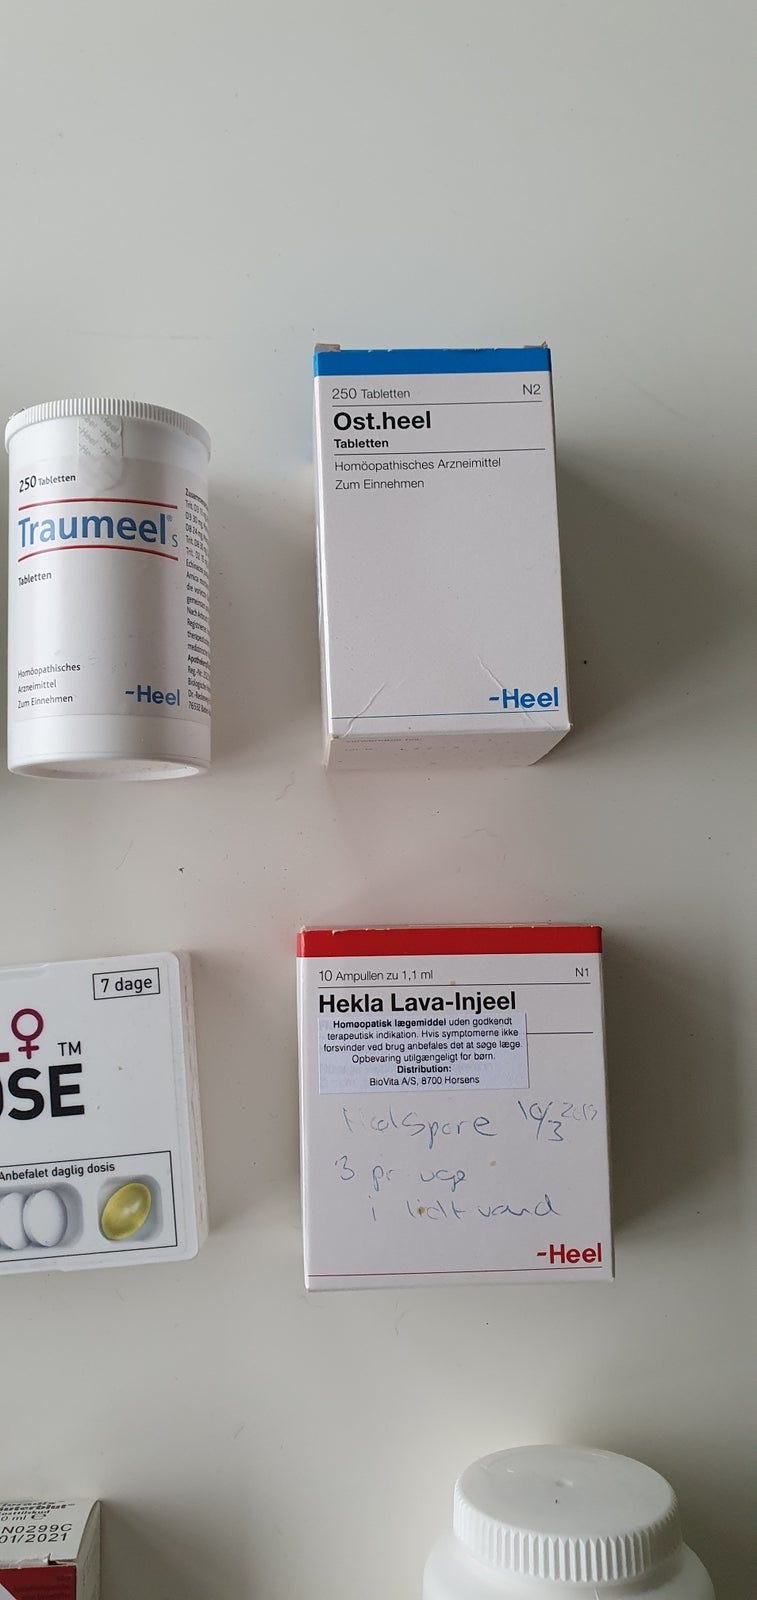 250 Tabletten
Traumeel® S
Tabletten
Homöopathisches
Arzneimittel
Zum Einnehmen
-Heel
250 Tabletten N2
Ost.heel
Tabletten
Homöopathisches Arzneimittel
Zum Einnehmen
-Heel
7 dage
TM
Anbefalet daglig dosis
10 Ampullen zu 1,1 ml N1
Hekla Lava-Injeel
Homøopatisk lægemiddel uden godkendt
terapeutisk indikation. Hvis symptomerne ikke
forsvinder ved brug anbefales det at søge læge.
Opbevaring utilgængeligt for børn.
Distribution:
BioVita A/S, 8700 Horsens
Hælspore 10/3
3 pr uge
i lidt vand
-Heel
N0299C
01/2021